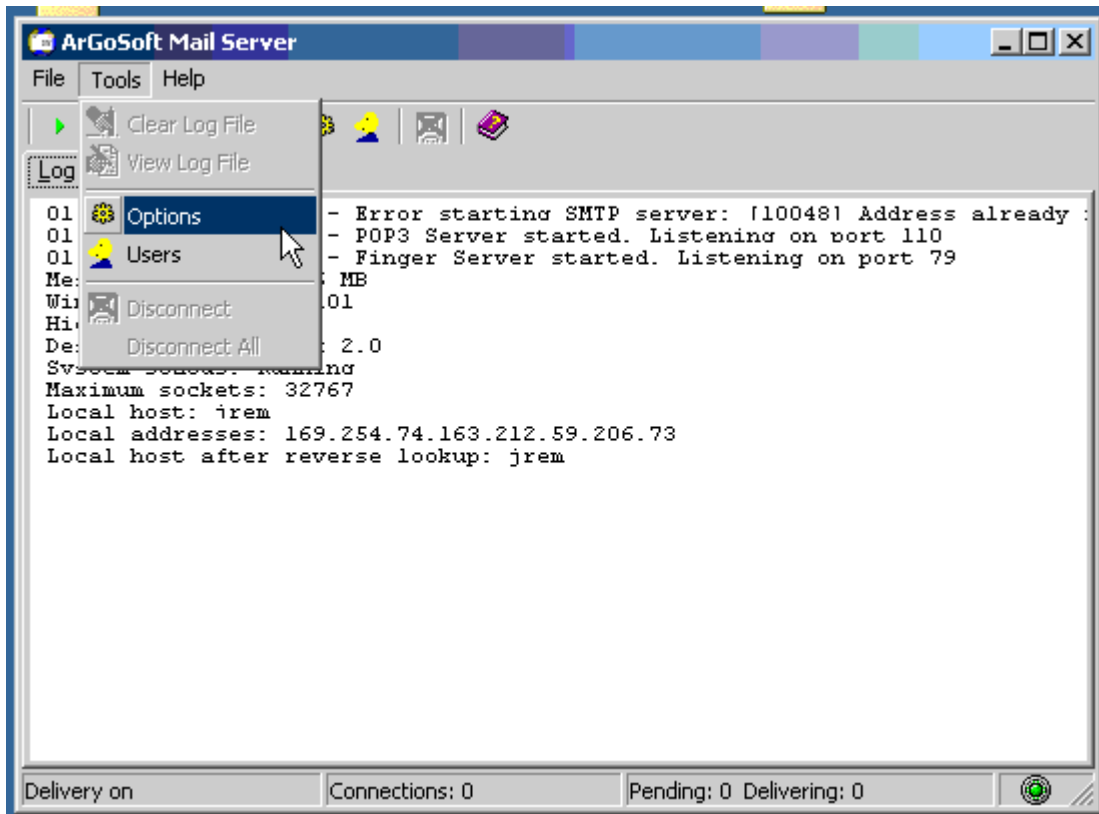 ArGoSoft Mail Server
File Tools Help
Clear Log File
View Log File
Options
Users
Disconnect
Disconnect All
Log
01 - Error starting SMTP server: [10048] Address already
01 - POP3 Server started. Listening on port 110
01 - Finger Server started. Listening on port 79
MB
2.0
Maximum sockets: 32767
Local host: jrem
Local addresses: 169.254.74.163.212.59.206.73
Local host after reverse lookup: jrem
Delivery on Connections: 0 Pending: 0 Delivering: 0